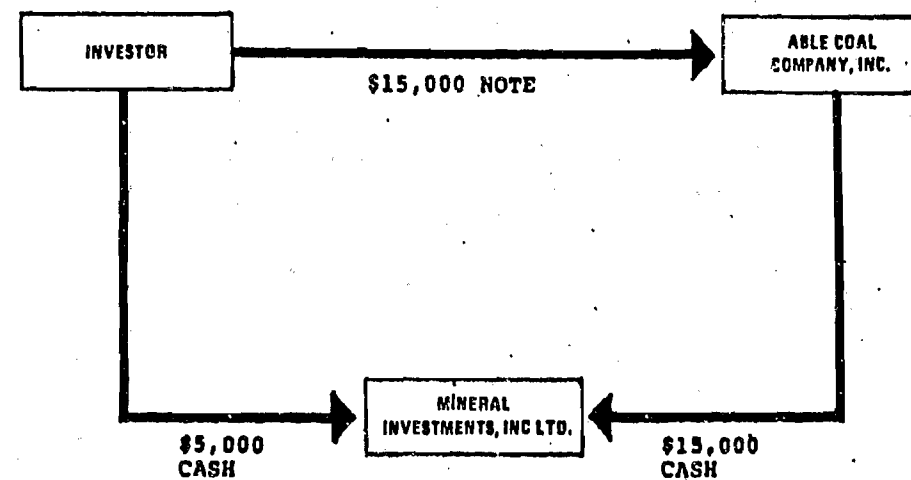 INVESTOR
ABLE COAL
COMPANY, INC.
$15,000 NOTE
MINERAL
INVESTMENTS, INC LTD.
$5,000
CASH
$15,000
CASH